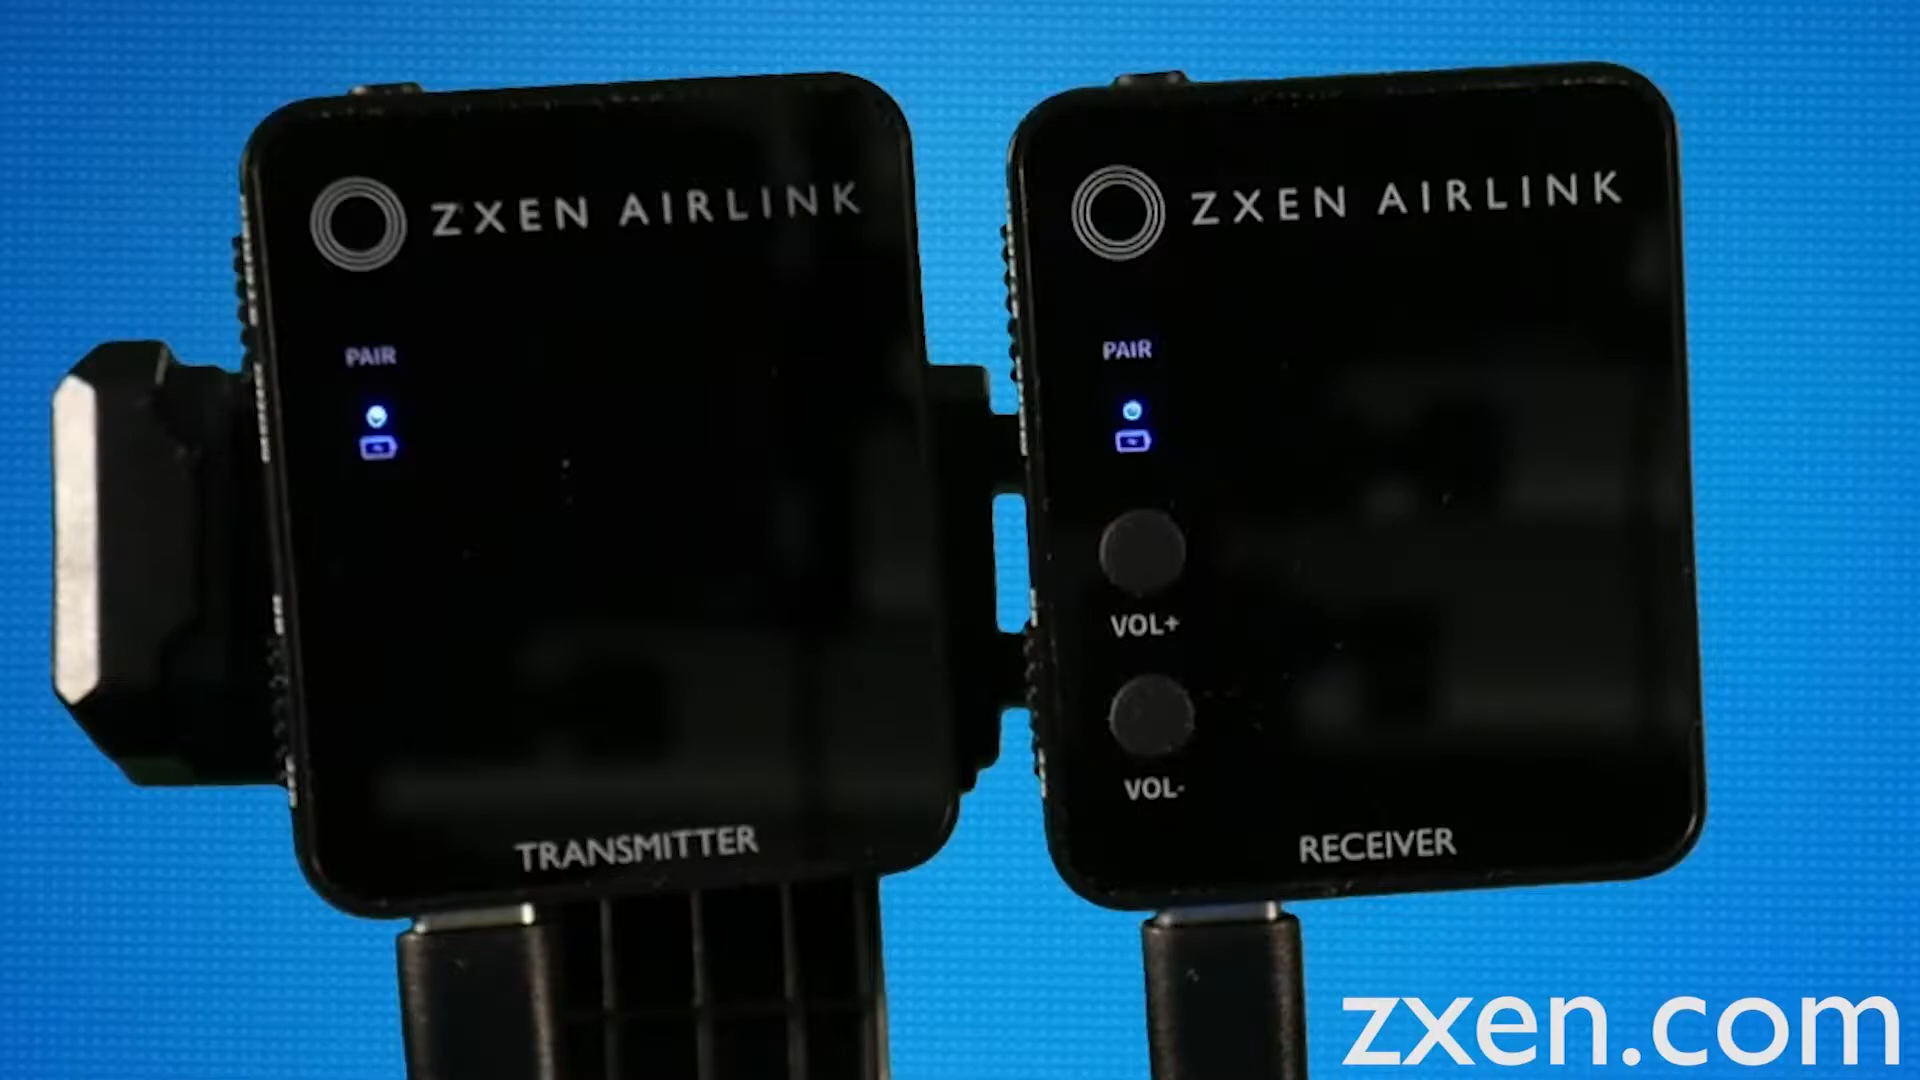 ZXEN AIRLINK
PAIR
TRANSMITTER
ZXEN AIRLINK
PAIR
VOL+
VOL-
RECEIVER
zxen.com